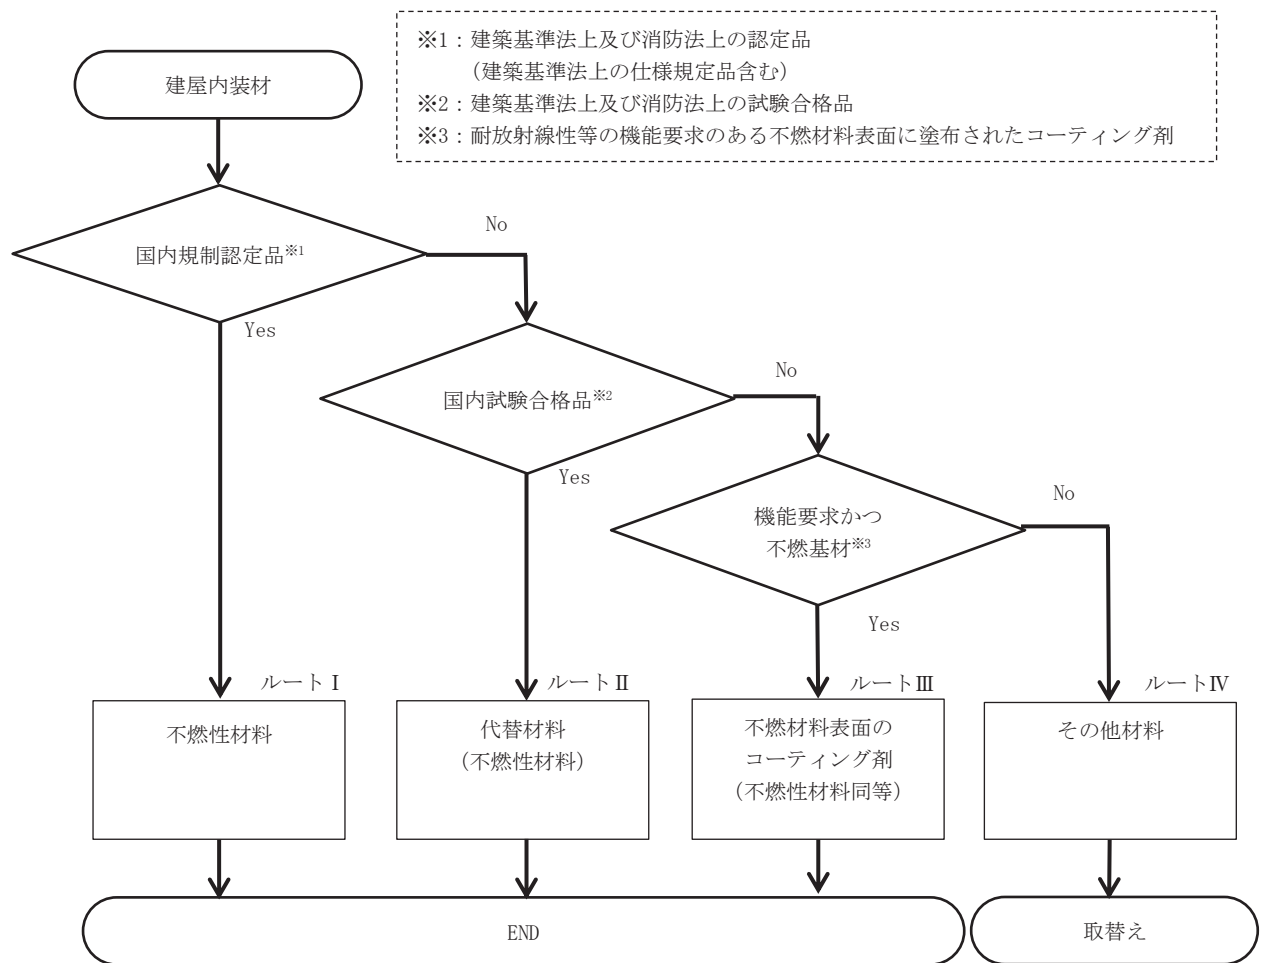 ※1：建築基準法上及び消防法上の認定品
（建築基準法上の仕様規定品含む）
※2：建築基準法上及び消防法上の試験合格品
※3：耐放射線性等の機能要求のある不燃材料表面に塗布されたコーティング剤
建屋内装材
国内規制認定品※1
No
Yes
国内試験合格品※2
No
Yes
機能要求かつ
不燃基材※3
No
Yes
ルートⅠ
不燃性材料
ルートⅡ
代替材料
（不燃性材料）
ルートⅢ
不燃材料表面の
コーティング剤
（不燃性材料同等）
ルートⅣ
その他材料
END
取替え